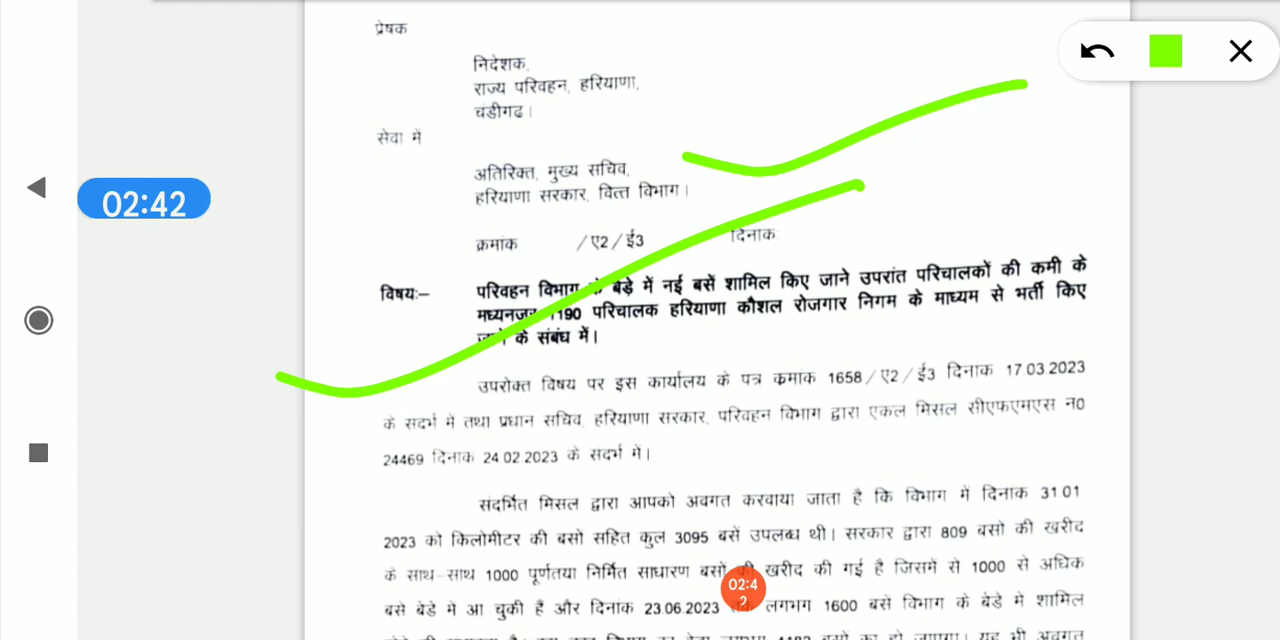 प्रेषक
निदेशक,
राज्य परिवहन, हरियाणा,
चंडीगढ।
सेवा में
02:42
अतिरिक्त, मुख्य सचिव,
हरियाणा सरकार, वित्त विभाग।
क्रमांक /ए2/ई3 दिनांक:
विषय:– परिवहन विभाग के बेड़े में नई बसें शामिल किए जाने उपरांत परिचालकों की कमी के
मध्यनजर 1190 परिचालक हरियाणा कौशल रोजगार निगम के माध्यम से भर्ती किए
जाने के संबंध में।
उपरोक्त विषय पर इस कार्यालय के पत्र कमाक 1658/ए2/ई3 दिनाक 17.03.2023
के सदर्भ में तथा प्रधान सचिव, हरियाणा सरकार, परिवहन विभाग द्वारा एकल मिसल सीएफएमएस न0
24469 दिनाक 24.02.2023 के संदर्भ में।
संदर्भित मिसल द्वारा आपको अवगत करवाया जाता है कि विभाग में दिनांक 31 01
2023 को किलोमीटर की बसो सहित कुल 3095 बसें उपलब्ध थी। सरकार द्वारा 809 बसो की खरीद
के साथ–साथ 1000 पूर्णतया निर्मित साधारण बसो की खरीद की गई है जिसमें से 1000 से अधिक
02:42
बसे बेडे मे आ चुकी हैं और दिनांक 23.06.2023 लगभग 1600 बसें विभाग के बेडे मे शामिल